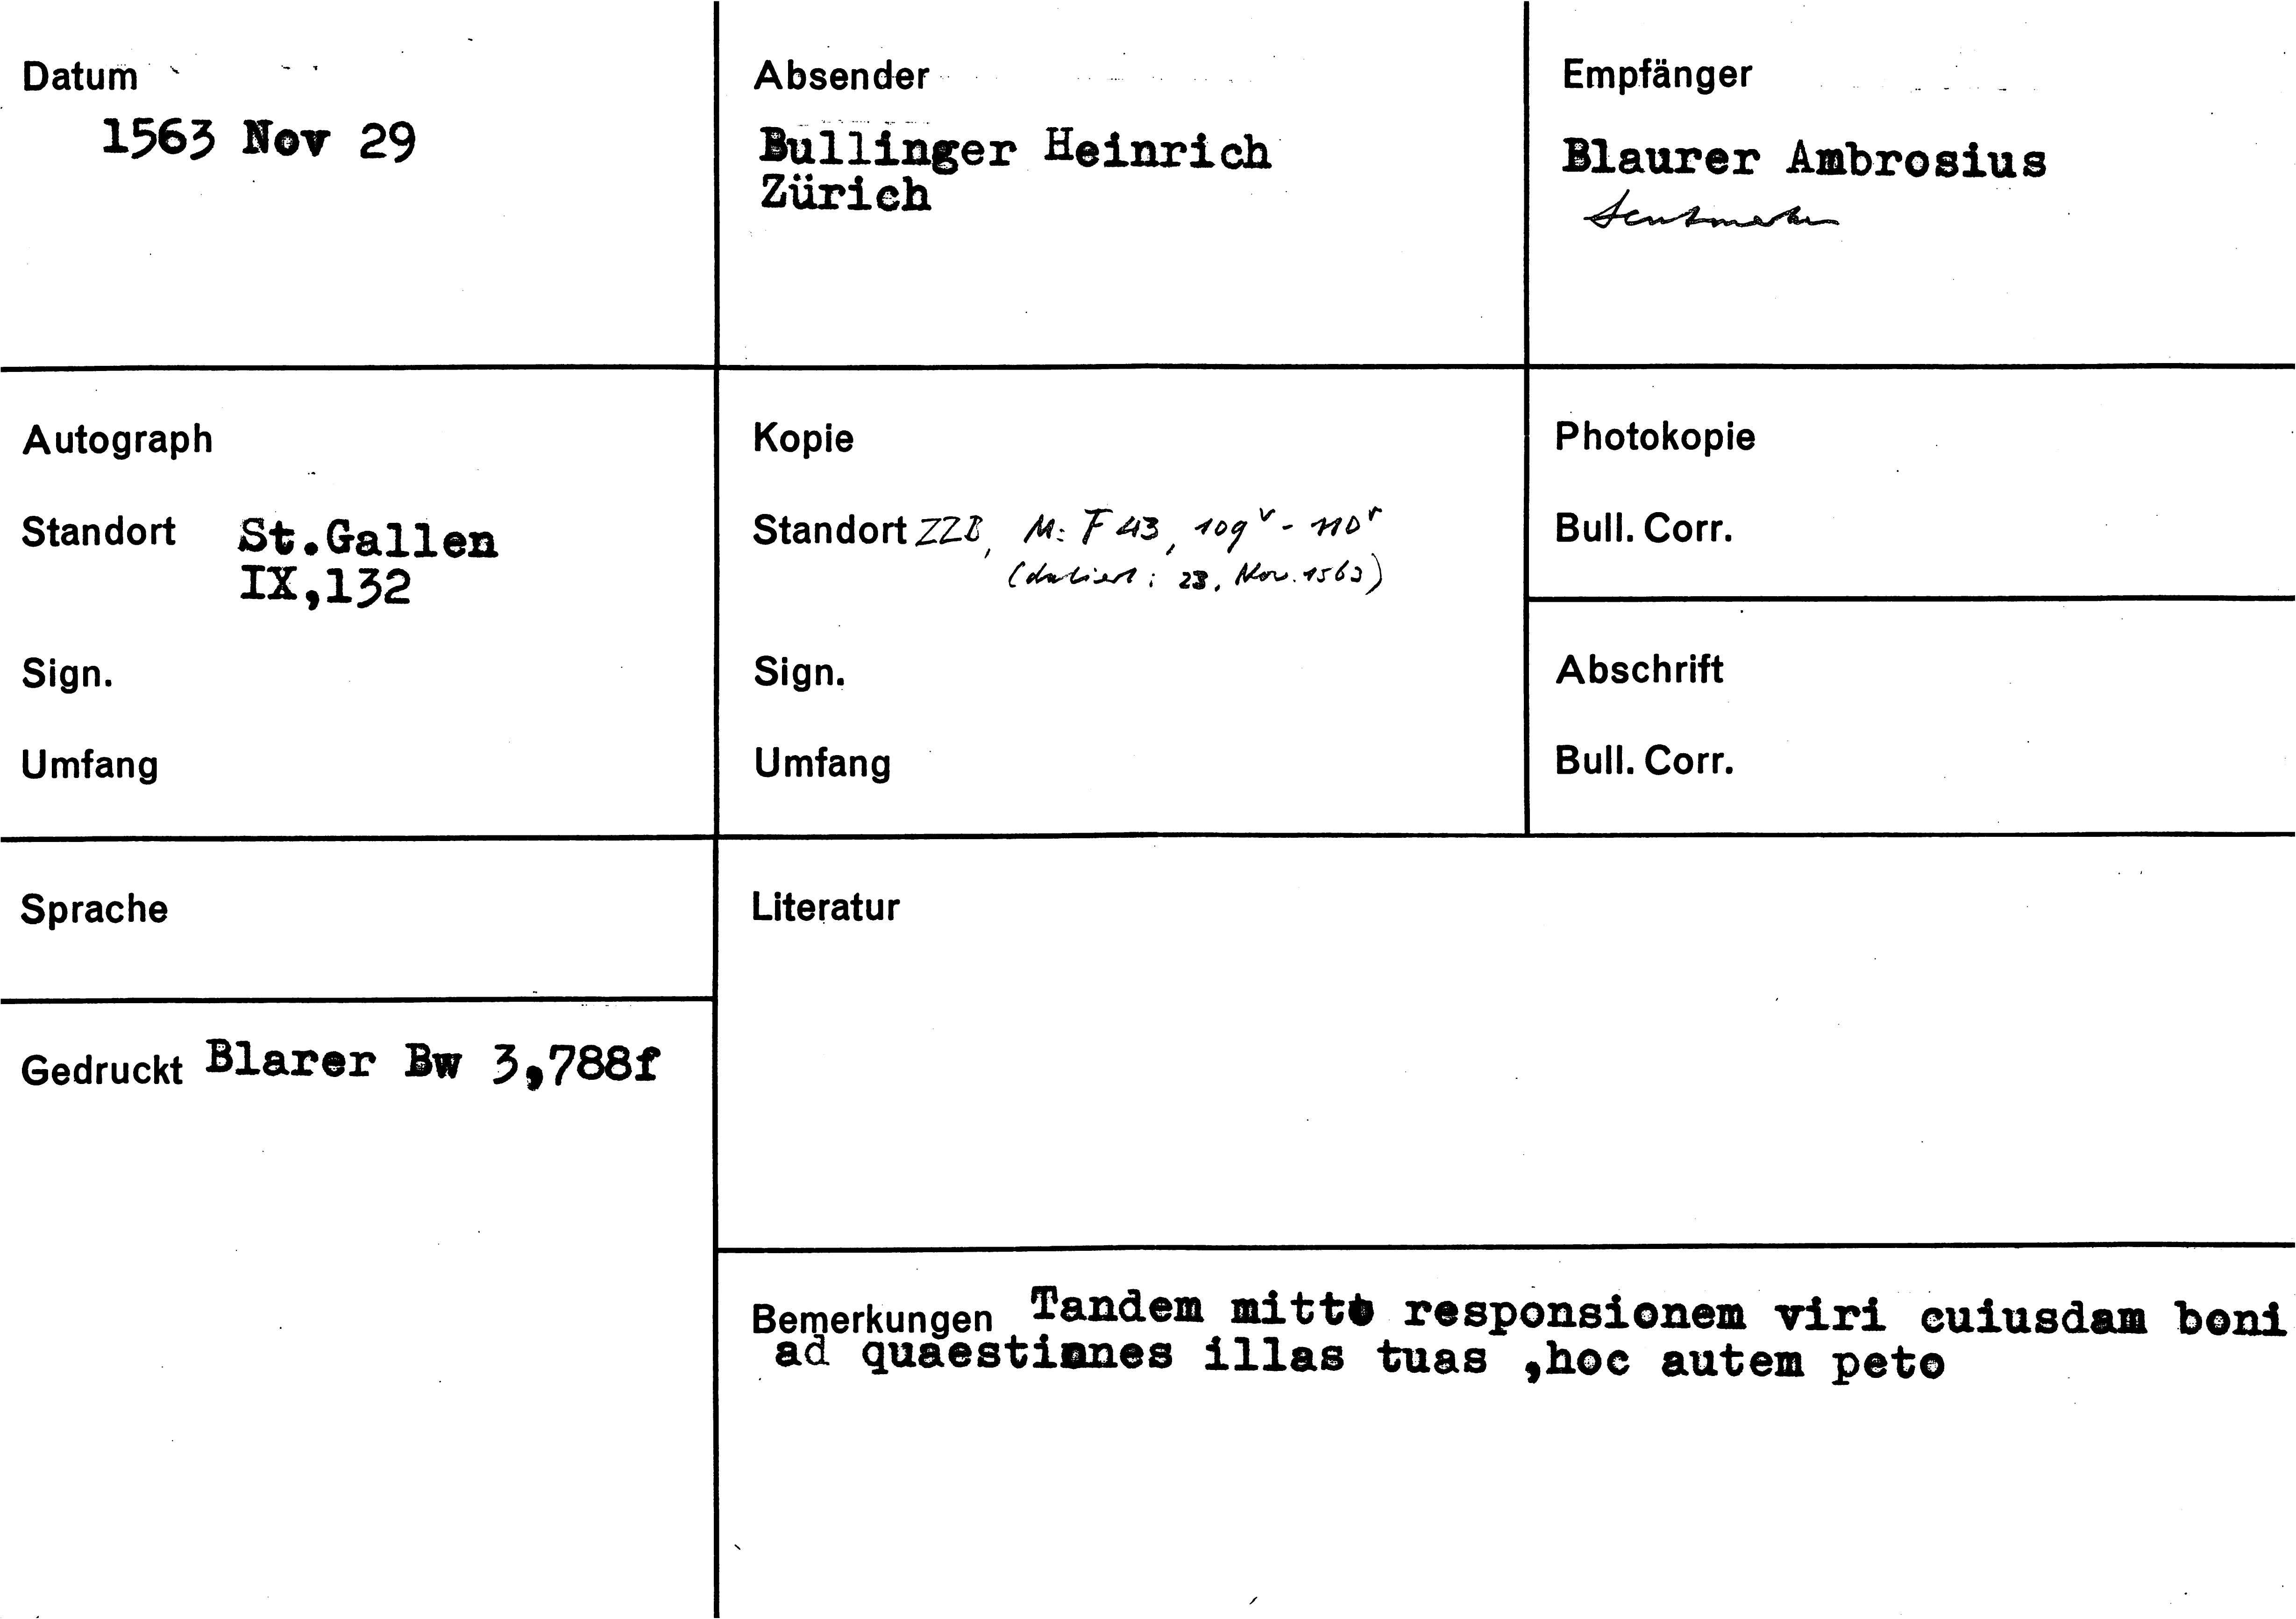 Datum
1563 Nov 29
Absender
Bullinger Heinrich
Zürich
Empfänger
Blaurer Ambrosius
Autograph
Standort St.Gallen
IX,132
Sign.
Umfang
Kopie
Standort ZZB, Ms F 43, 109v - 110r
(datiert: 23. Nov. 1563)
Sign.
Umfang
Photokopie
Bull. Corr.
Abschrift
Bull. Corr.
Sprache
Literatur
Gedruckt Blarer Bw 3,788f
Bemerkungen Tandem mitto responsionem viri cuiusdam boni
ad quaestiones illas tuas ,hoc autem peto